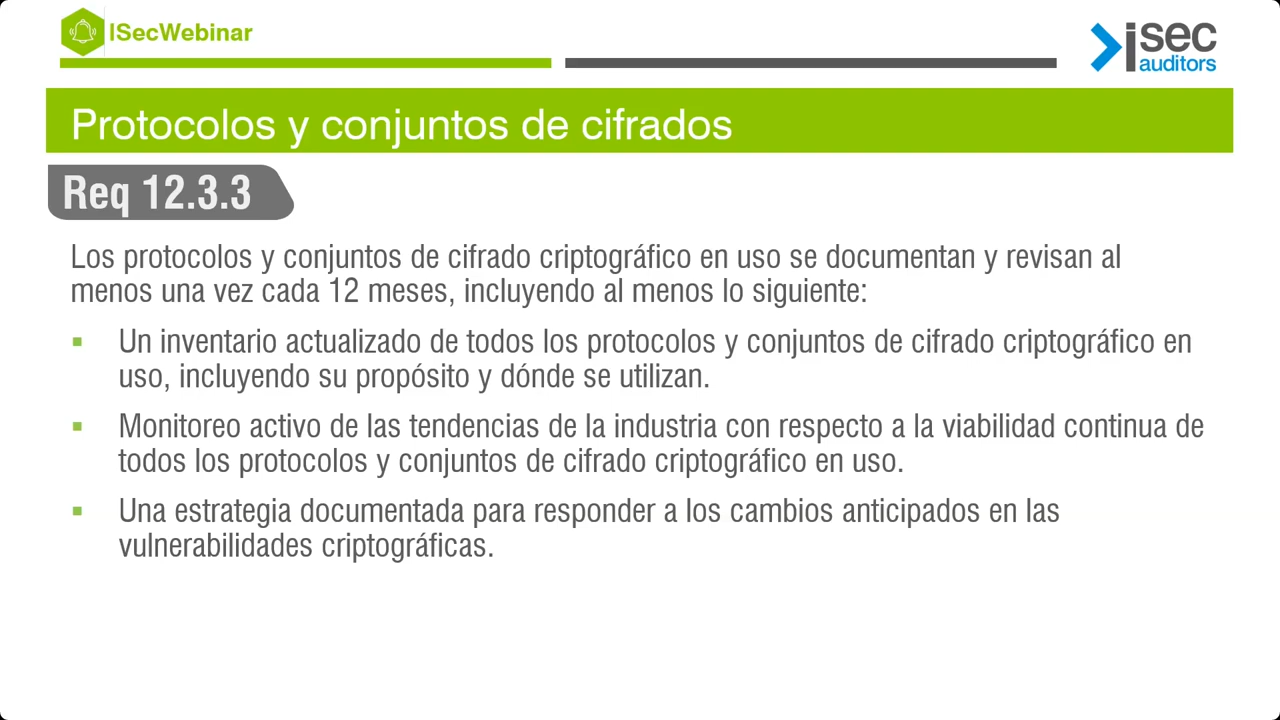 ISecWebinar
isec
auditors
Protocolos y conjuntos de cifrados
Req 12.3.3
Los protocolos y conjuntos de cifrado criptográfico en uso se documentan y revisan al
menos una vez cada 12 meses, incluyendo al menos lo siguiente:
▪ Un inventario actualizado de todos los protocolos y conjuntos de cifrado criptográfico en
uso, incluyendo su propósito y dónde se utilizan.
▪ Monitoreo activo de las tendencias de la industria con respecto a la viabilidad continua de
todos los protocolos y conjuntos de cifrado criptográfico en uso.
▪ Una estrategia documentada para responder a los cambios anticipados en las
vulnerabilidades criptográficas.